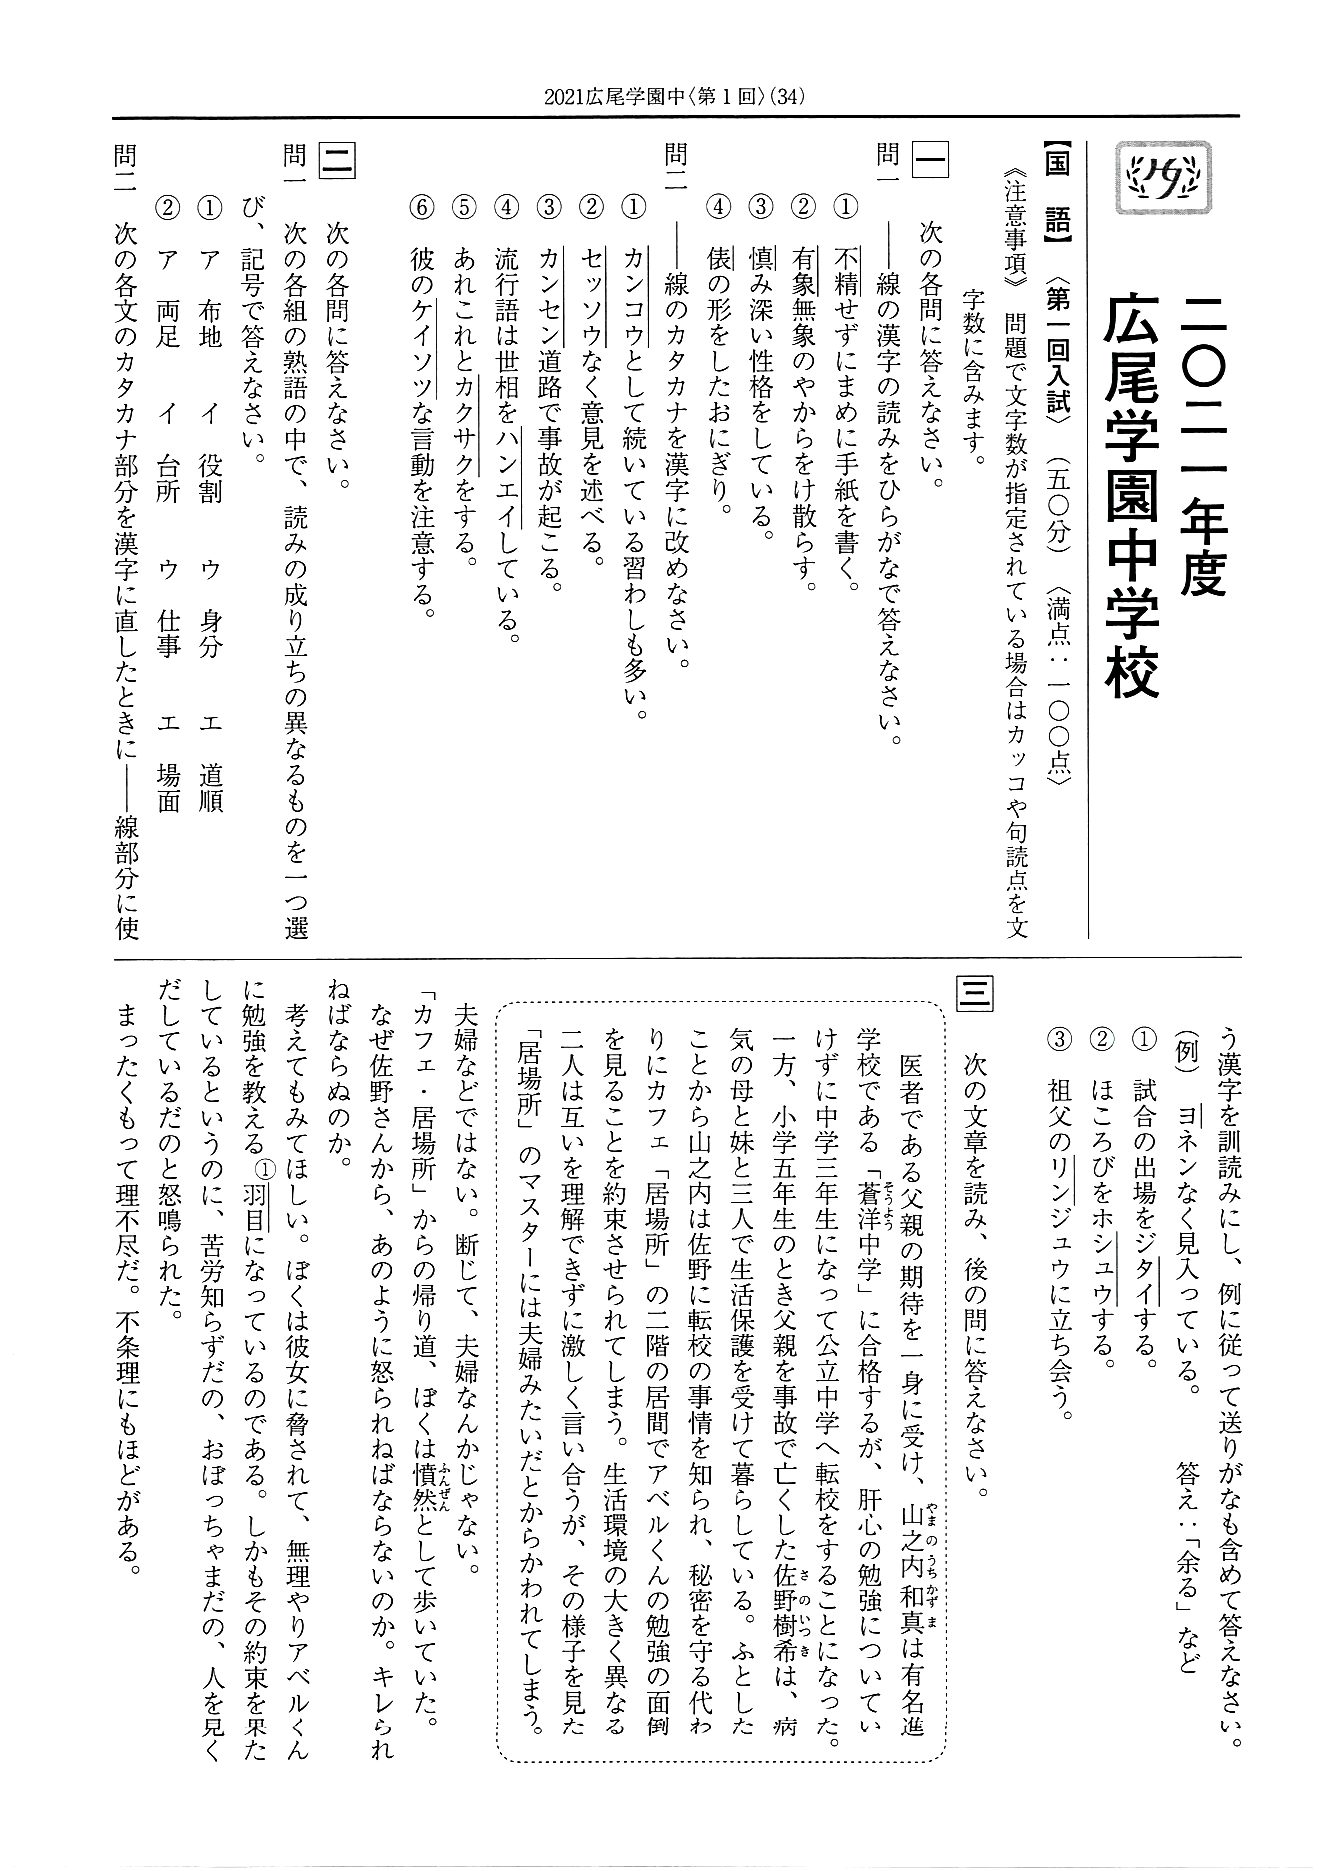 2021広尾学園中〈第1回〉(34)
二〇二一年度
広尾学園中学校
【国語】〈第一回入試〉(五〇分)〈満点：一〇〇点〉
《注意事項》 問題で文字数が指定されている場合はカッコや句読点を文
字数に含みます。
一 次の各問に答えなさい。
問一 ――線の漢字の読みをひらがなで答えなさい。
① 不精せずにまめに手紙を書く。
② 有象無象のやからをけ散らす。
③ 慎み深い性格をしている。
④ 俵の形をしたおにぎり。
問二 ――線のカタカナを漢字に改めなさい。
① カンコウとして続いている習わしも多い。
② セッソウなく意見を述べる。
③ カンセン道路で事故が起こる。
④ 流行語は世相をハンエイしている。
⑤ あれこれとカクサクをする。
⑥ 彼のケイソツな言動を注意する。
二 次の各問に答えなさい。
問一 次の各組の熟語の中で、読みの成り立ちの異なるものを一つ選
び、記号で答えなさい。
① ア 布地 イ 役割 ウ 身分 エ 道順
② ア 両足 イ 台所 ウ 仕事 エ 場面
問二 次の各文のカタカナ部分を漢字に直したときに――線部分に使
う漢字を訓読みにし、例に従って送りがなも含めて答えなさい。
(例) ヨネンなく見入っている。 答え：「余る」など
① 試合の出場をジタイする。
② ほころびをホシュウする。
③ 祖父のリンジュウに立ち会う。
三 次の文章を読み、後の問に答えなさい。
医者である父親の期待を一身に受け、山之内和真は有名進
学校である「蒼洋中学」に合格するが、肝心の勉強についてい
けずに中学三年生になって公立中学へ転校をすることになった。
一方、小学五年生のとき父親を事故で亡くした佐野樹希は、病
気の母と妹と三人で生活保護を受けて暮らしている。ふとした
ことから山之内は佐野に転校の事情を知られ、秘密を守る代わ
りにカフェ「居場所」の二階の居間でアベルくんの勉強の面倒
を見ることを約束させられてしまう。生活環境の大きく異なる
二人は互いを理解できずに激しく言い合うが、その様子を見た
「居場所」のマスターには夫婦みたいだとからかわれてしまう。
夫婦などではない。断じて、夫婦なんかじゃない。
「カフェ・居場所」からの帰り道、ぼくは憤然として歩いていた。
なぜ佐野さんから、あのように怒られねばならないのか。キレられ
ねばならぬのか。
考えてもみてほしい。ぼくは彼女に脅されて、無理やりアベルくん
に勉強を教える①羽目になっているのである。しかもその約束を果た
しているというのに、苦労知らずだの、おぼっちゃまだの、人を見く
だしているだのと怒鳴られた。
まったくもって理不尽だ。不条理にもほどがある。